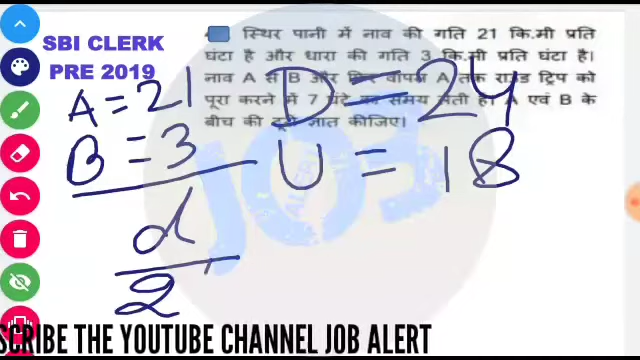 SBI CLERK
PRE 2019
स्थिर पानी में नाव की गति 21 कि.मी प्रति
घंटा है और धारा की गति 3 कि.मी प्रति घंटा है।
नाव A से B और फिर वापस A तक राउंड ट्रिप को
पूरा करने में 7 घंटे का समय लेती है। A एवं B के
बीच की दूरी ज्ञात कीजिए।
A = 21
B = 3
D = 24
U = 18
d
2
JOB
SCRIBE THE YOUTUBE CHANNEL JOB ALERT